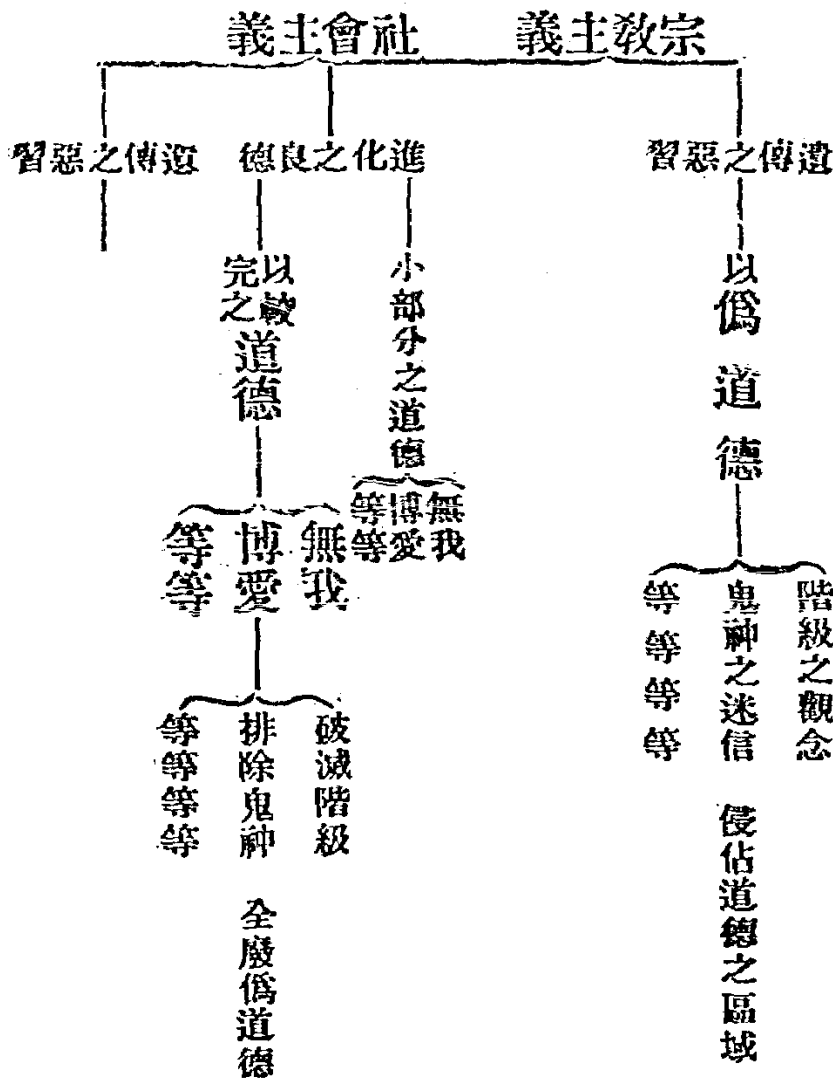 宗教主義
社會主義
遺傳之惡習
進化之良德
遺傳之惡習
以偽道德
階級之觀念
鬼神之迷信
等等等等
侵佔道德之區域
小部分之道德
無我
博愛
等等
以較
完之
道德
無我
博愛
等等
破滅階級
排除鬼神
等等等等
全廢偽道德